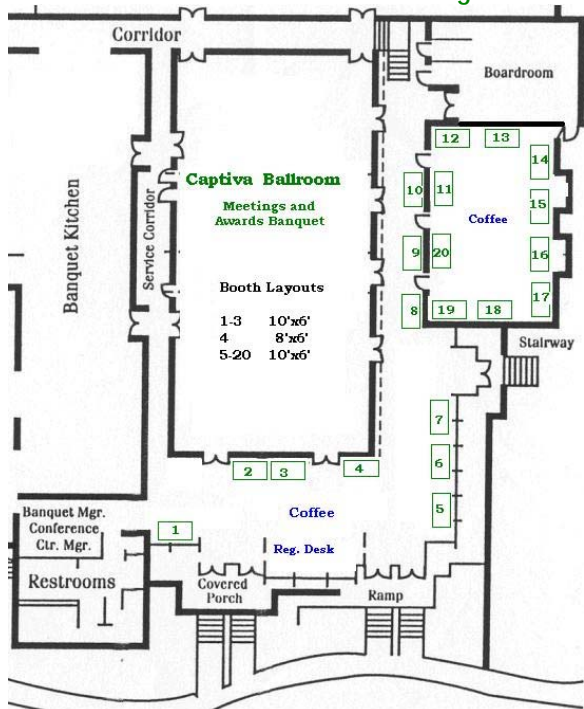 Corridor
Boardroom
12
13
14
Captiva Ballroom
Meetings and
Awards Banquet
10
11
15
Coffee
Banquet Kitchen
Service Corridor
9
20
16
Booth Layouts
1-3 10'x6'
4 8'x6'
5-20 10'x6'
8
19
18
17
Stairway
7
6
5
2
3
4
Coffee
Reg. Desk
Banquet Mgr.
Conference
Ctr. Mgr.
1
Restrooms
Covered
Porch
Ramp